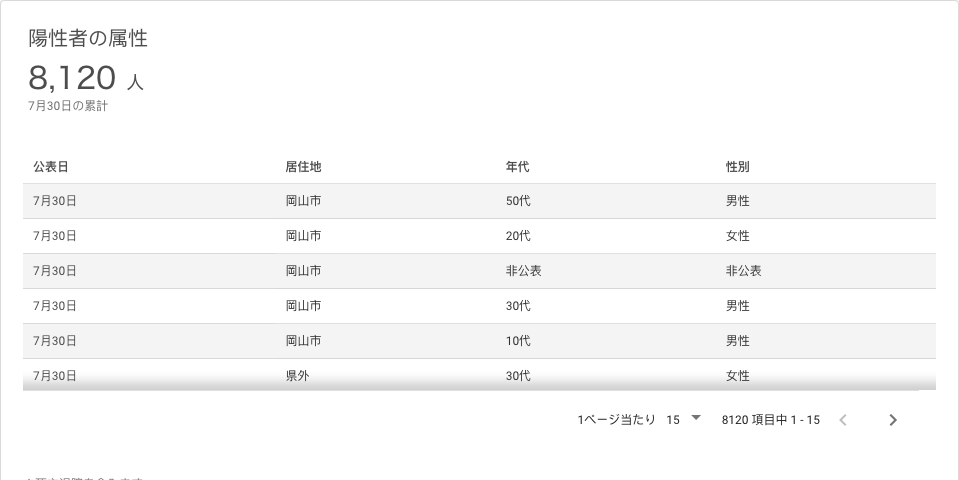 陽性者の属性
8,120 人
7月30日の累計
公表日 居住地 年代 性別
7月30日 岡山市 50代 男性
7月30日 岡山市 20代 女性
7月30日 岡山市 非公表 非公表
7月30日 岡山市 30代 男性
7月30日 岡山市 10代 男性
7月30日 県外 30代 女性
1ページ当たり 15 8120 項目中 1 - 15